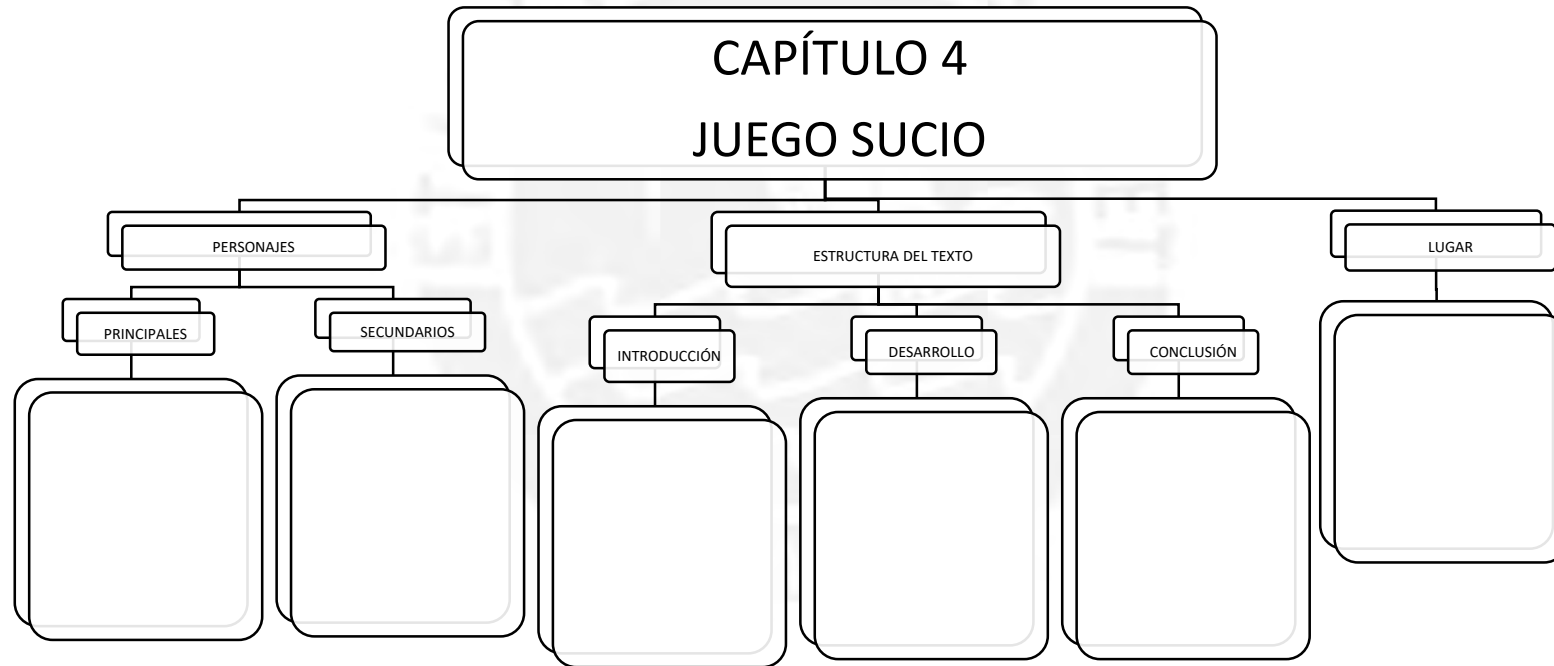 CAPÍTULO 4
JUEGO SUCIO
PERSONAJES
ESTRUCTURA DEL TEXTO
LUGAR
PRINCIPALES
SECUNDARIOS
INTRODUCCIÓN
DESARROLLO
CONCLUSIÓN